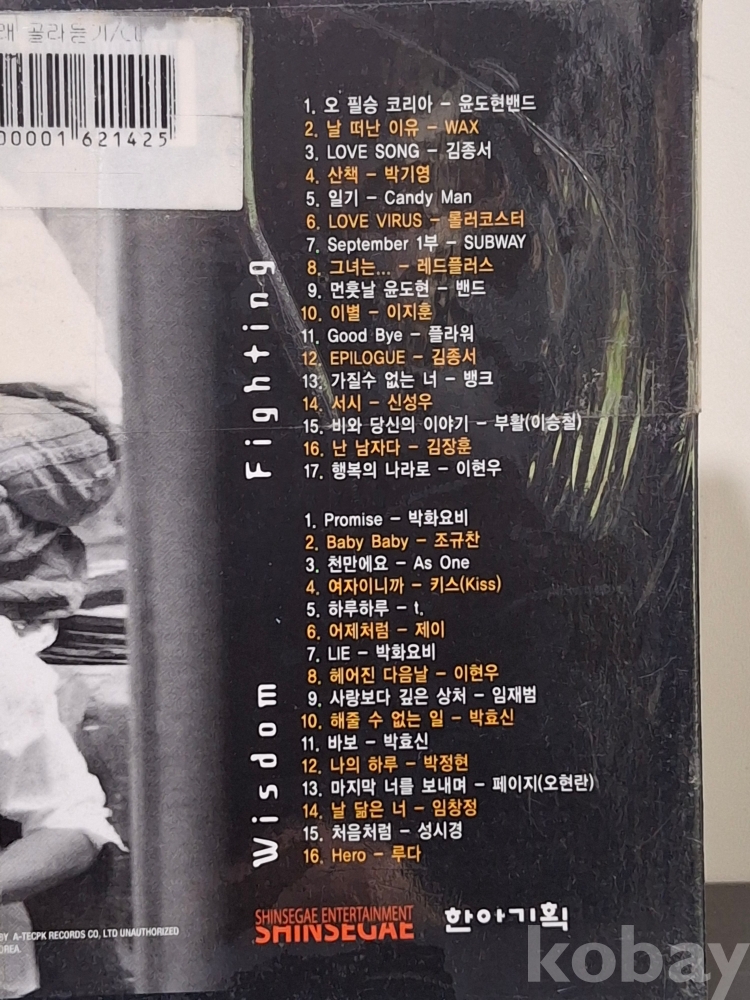 골라듣기/CD
00001 621425
1. 오 필승 코리아 – 윤도현밴드
2. 날 떠난 이유 – WAX
3. LOVE SONG – 김종서
4. 산책 – 박기영
5. 일기 – Candy Man
6. LOVE VIRUS – 롤러코스터
7. September 1부 – SUBWAY
8. 그녀는... – 레드플러스
9. 먼훗날 윤도현 – 밴드
10. 이별 – 이지훈
11. Good Bye – 플라워
12. EPILOGUE – 김종서
13. 가질수 없는 너 – 뱅크
14. 서시 – 신성우
15. 비와 당신의 이야기 – 부활(이승철)
16. 난 남자다 – 김장훈
17. 행복의 나라로 – 이현우
Fighting
1. Promise – 박화요비
2. Baby Baby – 조규찬
3. 천만에요 – As One
4. 여자이니까 – 키스(Kiss)
5. 하루하루 – t.
6. 어제처럼 – 제이
7. LIE – 박화요비
8. 헤어진 다음날 – 이현우
9. 사랑보다 깊은 상처 – 임재범
10. 해줄 수 없는 일 – 박효신
11. 바보 – 박효신
12. 나의 하루 – 박정현
13. 마지막 너를 보내며 – 페이지(오현란)
14. 날 닮은 너 – 임창정
15. 처음처럼 – 성시경
16. Hero – 루다
Wisdom
SHINSEGAE ENTERTAINMENT
SHINSEGAE
한아기획
BY A-TECPK RECORDS CO, LTD UNAUTHORIZED
OREA.
kobay